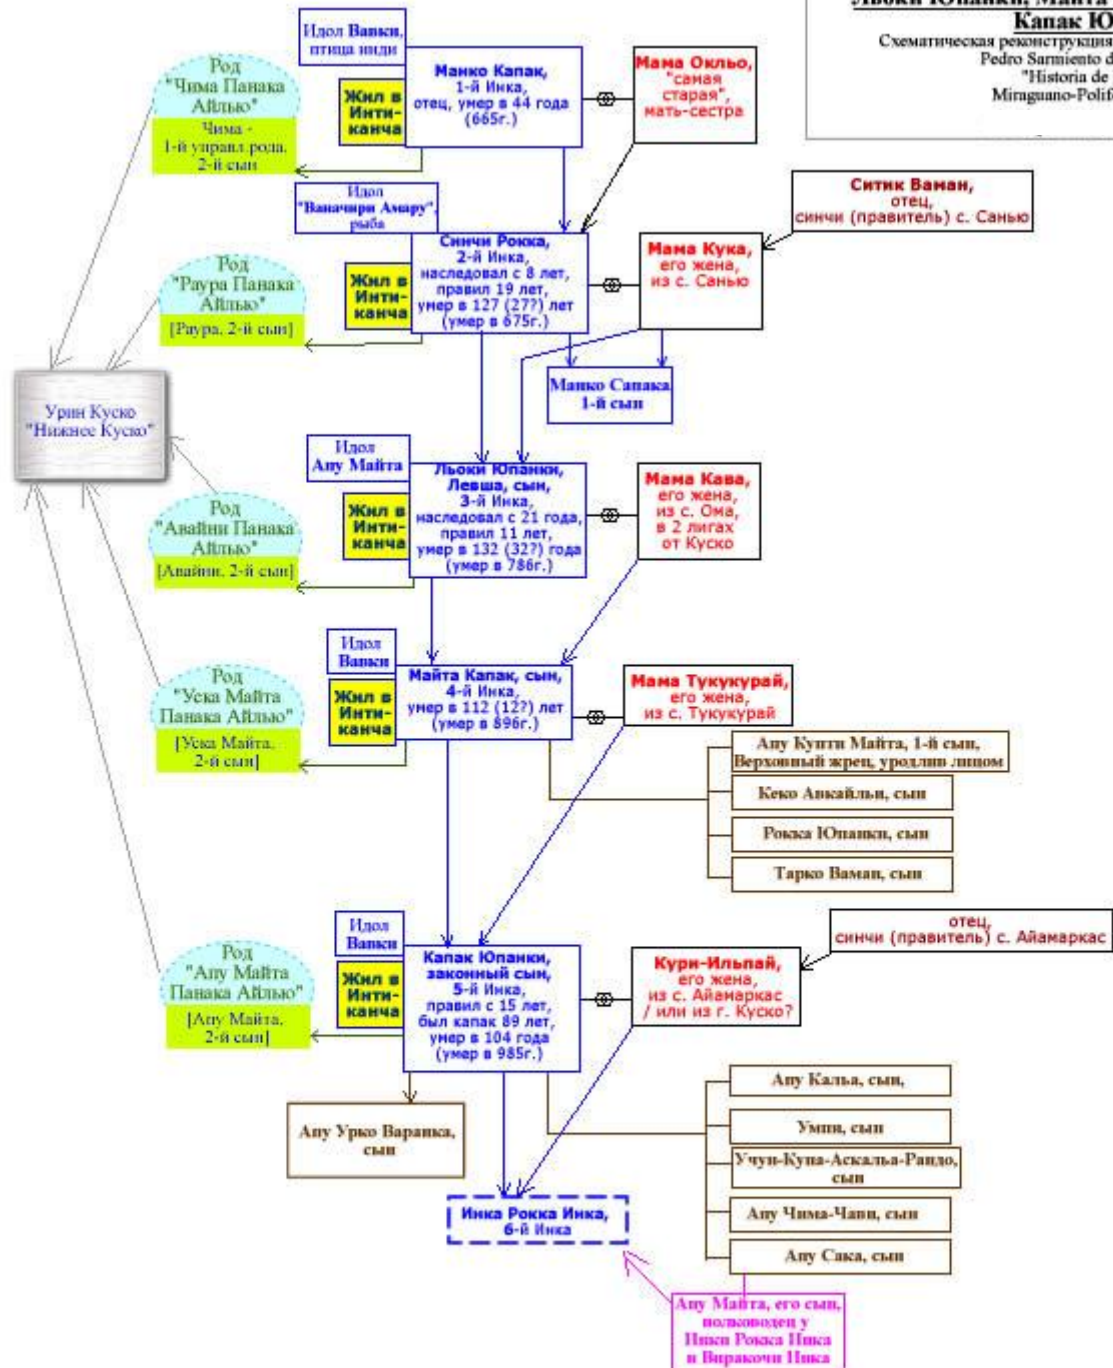 Льоки Юпанки, Майта
Капак Ю
Схематическая реконструкция
Pedro Sarmiento d
"Historia de
Miraguano-Polif
Идол Ванки,
птица инди
Манко Капак,
1-й Инка,
отец, умер в 44 года
(665г.)
Мама Окльо,
"самая
старая",
мать-сестра
Жил в
Инти-
канча
Род
"Чима Панака
Айлью"
Чима -
1-й управл.рода,
2-й сын
Идол
"Ваначири Амару",
рыба
Ситик Ваман,
отец,
синчи (правитель) с. Санью
Синчи Рокка,
2-й Инка,
наследовал с 8 лет,
правил 19 лет,
умер в 127 (27?) лет
(умер в 675г.)
Мама Кука,
его жена,
из с. Санью
Жил в
Инти-
канча
Род
"Раура Панака
Айлью"
[Раура, 2-й сын]
Манко Сапака
1-й сын
Урин Куско
"Нижнее Куско"
Идол
Апу Майта
Льоки Юпанки,
Левша, сын,
3-й Инка,
наследовал с 21 года,
правил 11 лет,
умер в 132 (32?) года
(умер в 786г.)
Мама Кава,
его жена,
из с. Ома,
в 2 лигах
от Куско
Жил в
Инти-
канча
Род
"Авайни Панака
Айлью"
[Авайни, 2-й сын]
Идол
Ванки
Майта Капак, сын,
4-й Инка,
умер в 112 (12?) лет
(умер в 896г.)
Мама Тукукурай,
его жена,
из с. Тукукурай
Жил в
Инти-
канча
Род
"Уска Майта
Панака Айлью"
[Уска Майта,
2-й сын]
Апу Кунти Майта, 1-й сын,
Верховный жрец, уродлив лицом
Кеко Авкайльи, сын
Рокка Юпанки, сын
Тарко Ваман, сын
Идол
Ванки
отец,
синчи (правитель) с. Айамаркас
Капак Юпанки,
законный сын,
5-й Инка,
правил с 15 лет,
был капак 89 лет,
умер в 104 года
(умер в 985г.)
Кури-Ильпай,
его жена,
из с. Айамаркас
/ или из г. Куско?
Жил в
Инти-
канча
Род
"Апу Майта
Панака Айлью"
[Апу Майта,
2-й сын]
Апу Урко Варанка,
сын
Апу Калья, сын,
Умпи, сын
Учун-Куна-Аскалья-Рандо,
сын
Апу Чима-Чави, сын
Апу Сака, сын
Инка Рокка Инка,
6-й Инка
Апу Майта, его сын,
полководец у
Инки Рокка Инка
и Виракочи Инка